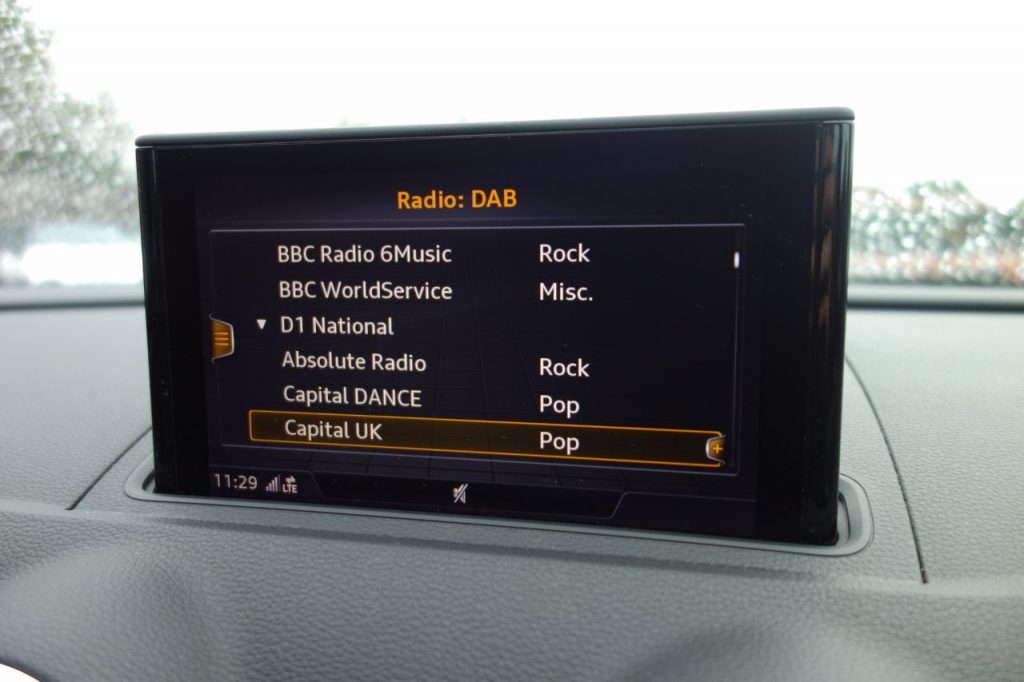 Radio: DAB
BBC Radio 6Music Rock
BBC WorldService Misc.
D1 National
Absolute Radio Rock
Capital DANCE Pop
Capital UK Pop
11:29 LTE